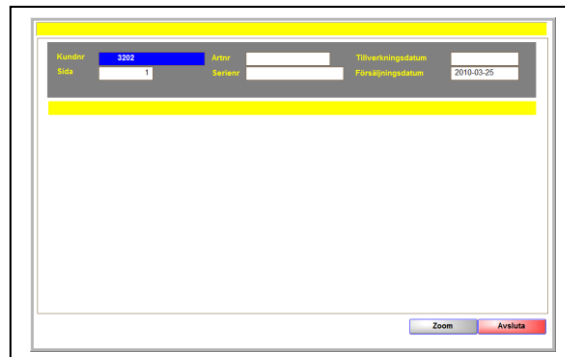 Kundnr 3202 Artnr Tillverkningsdatum
Sida 1 Serienr Försäljningsdatum 2010-03-25
Zoom Avsluta